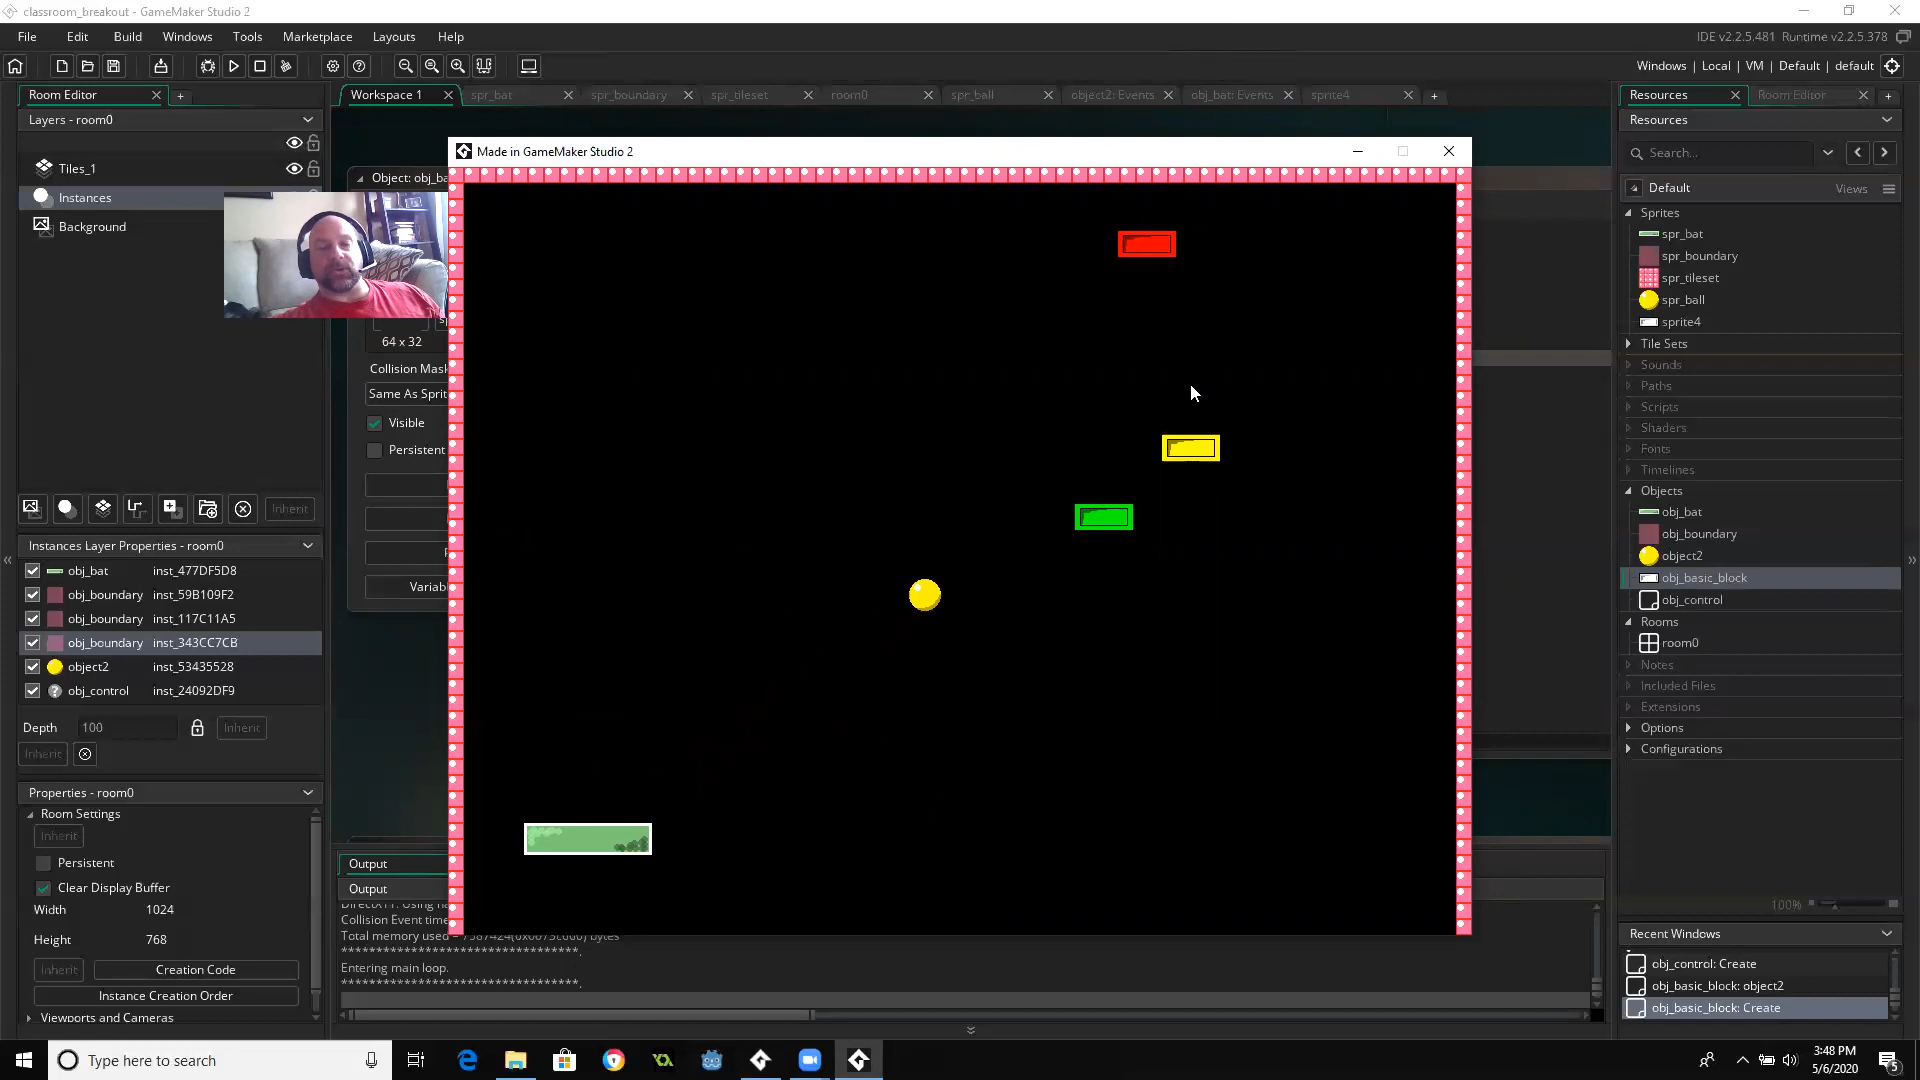 classroom_breakout - GameMaker Studio 2
File Edit Build Windows Tools Marketplace Layouts Help
IDE v2.2.5.481 Runtime v2.2.5.378
Windows | Local | VM | Default | default
Room Editor
Workspace 1 spr_bat spr_boundary spr_tileset room0 spr_ball object2: Events obj_bat: Events sprite4
Resources Room Editor
Layers - room0
Resources
Made in GameMaker Studio 2
Search...
Tiles_1
Object: obj_ba
Default Views
Instances
Background
Sprites
spr_bat
spr_boundary
spr_tileset
spr_ball
sprite4
64 x 32
Collision Mask
Same As Sprit
Visible
Persistent
Variab
Tile Sets
Sounds
Paths
Scripts
Shaders
Fonts
Timelines
Objects
obj_bat
obj_boundary
object2
obj_basic_block
obj_control
Rooms
room0
Notes
Included Files
Extensions
Options
Configurations
Inherit
Instances Layer Properties - room0
obj_bat inst_477DF5D8
obj_boundary inst_59B109F2
obj_boundary inst_117C11A5
obj_boundary inst_343CC7CB
object2 inst_53435528
obj_control inst_24092DF9
Depth 100 Inherit
Inherit
Properties - room0
Room Settings
Inherit
Persistent
Clear Display Buffer
Width 1024
Height 768
Inherit Creation Code
Instance Creation Order
Viewports and Cameras
Output
Output
Collision Event time
Total memory used =
***********************************.
Entering main loop.
***********************************.
100%
Recent Windows
obj_control: Create
obj_basic_block: object2
obj_basic_block: Create
Type here to search
3:48 PM
5/6/2020
5